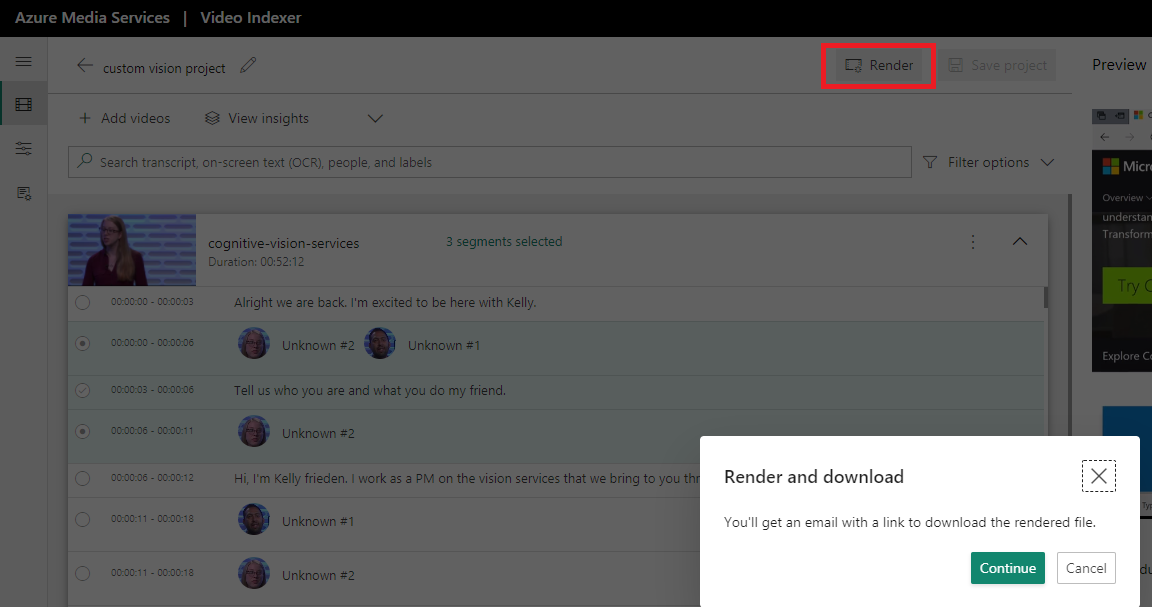 Azure Media Services | Video Indexer
custom vision project
Render
Save project
Preview
Add videos
View insights
Search transcript, on-screen text (OCR), people, and labels
Filter options
Micro
Overview
understan
Transform
Try C
Explore Co
cognitive-vision-services
3 segments selected
Duration: 00:52:12
00:00:00 - 00:00:03 Alright we are back. I'm excited to be here with Kelly.
00:00:00 - 00:00:06 Unknown #2 Unknown #1
00:00:03 - 00:00:06 Tell us who you are and what you do my friend.
00:00:06 - 00:00:11 Unknown #2
00:00:06 - 00:00:12 Hi, I'm Kelly frieden. I work as a PM on the vision services that we bring to you thr
00:00:11 - 00:00:18 Unknown #1
00:00:11 - 00:00:18 Unknown #2
Render and download
You'll get an email with a link to download the rendered file.
Continue
Cancel